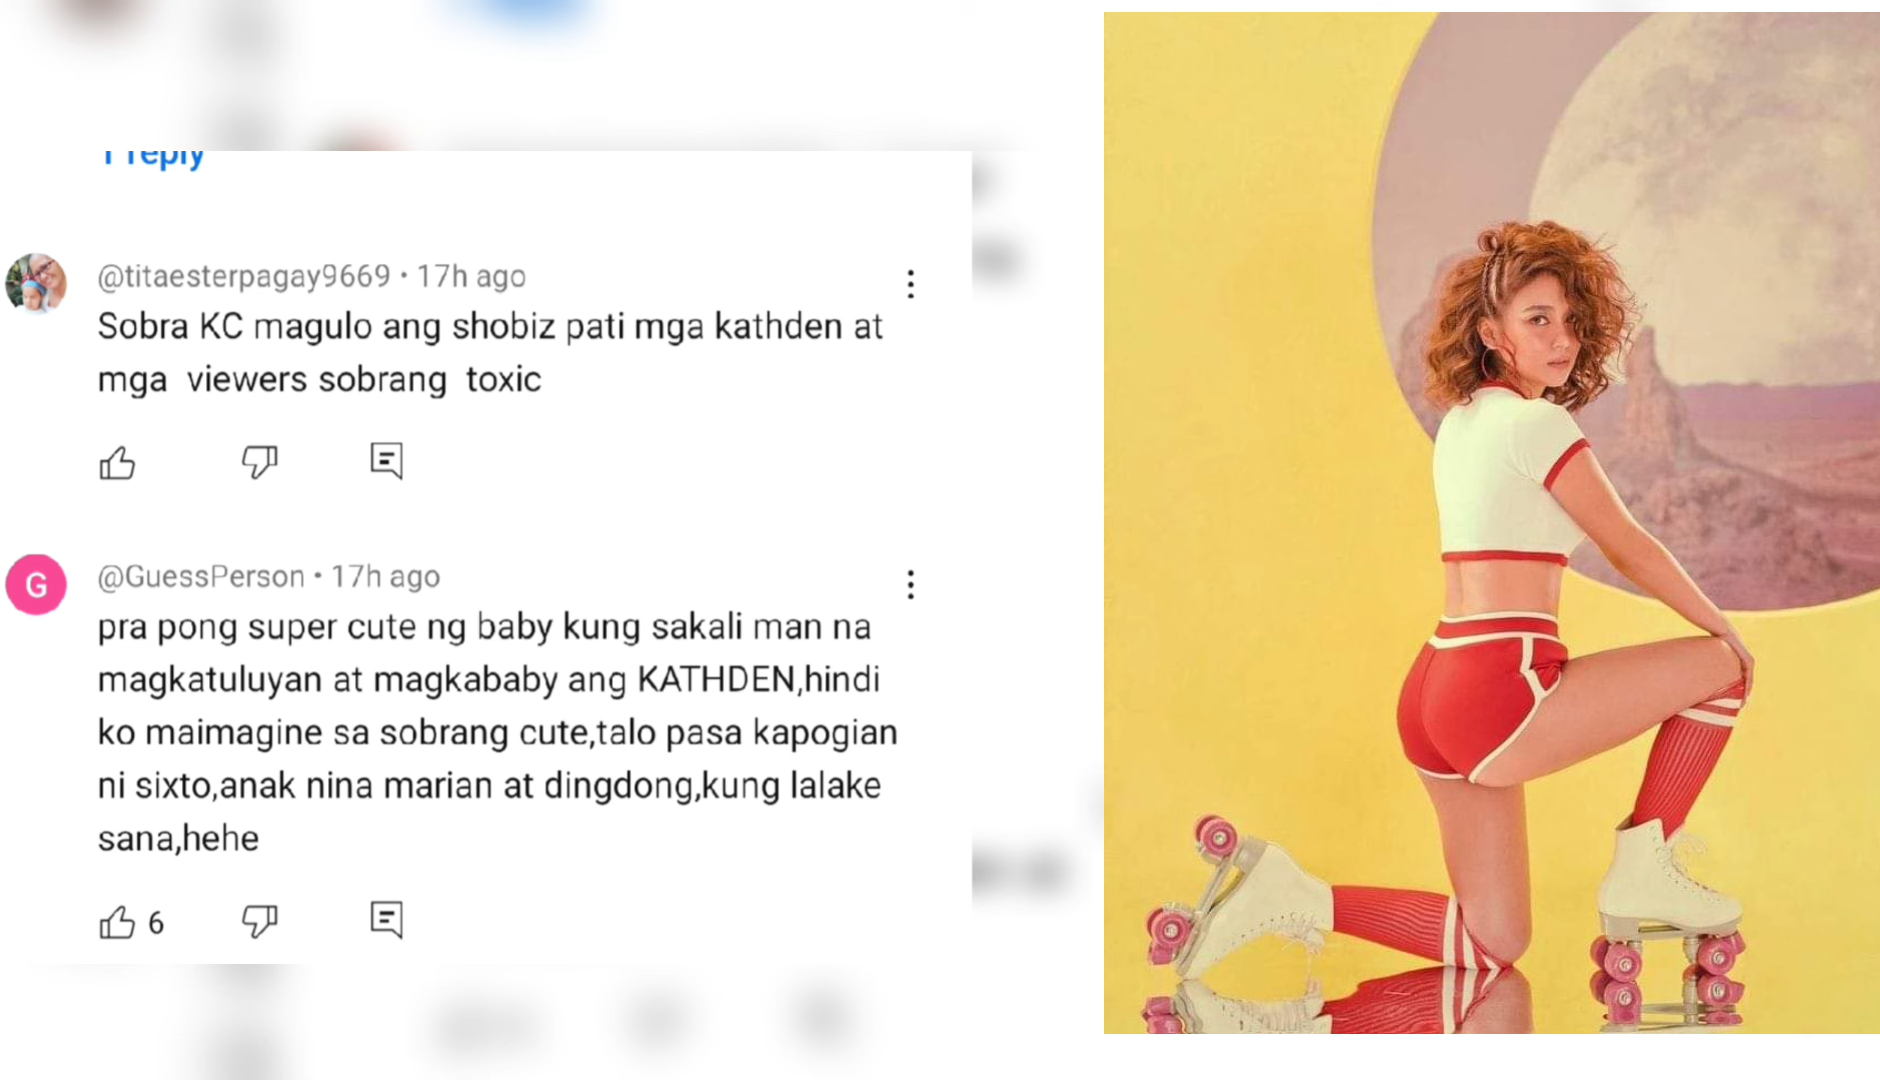 1 reply
@titaesterpagay9669 • 17h ago
Sobra KC magulo ang shobiz pati mga kathden at
mga viewers sobrang toxic
G
@GuessPerson • 17h ago
pra pong super cute ng baby kung sakali man na
magkatuluyan at magkababy ang KATHDEN,hindi
ko maimagine sa sobrang cute,talo pasa kapogian
ni sixto,anak nina marian at dingdong,kung lalake
sana,hehe
6